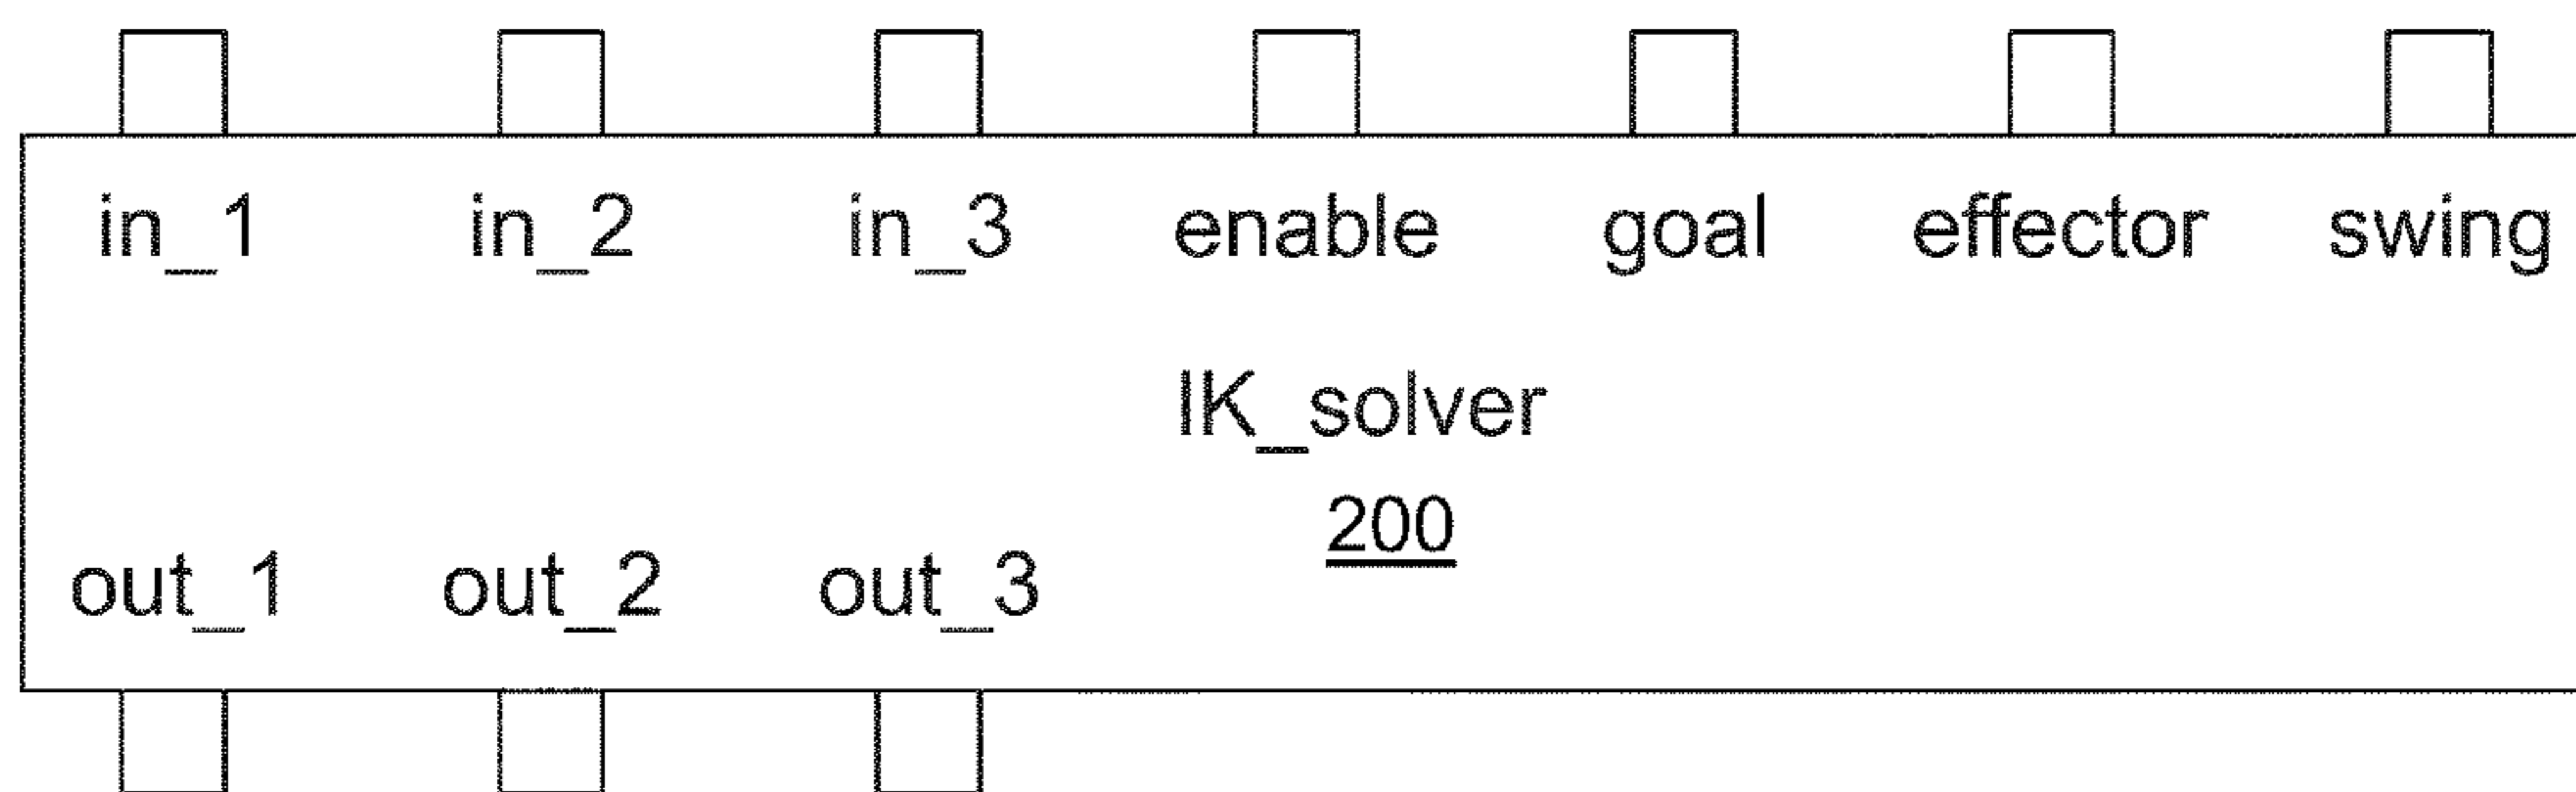 in_1 in_2 in_3 enable goal effector swing
IK_solver
200
out_1 out_2 out_3